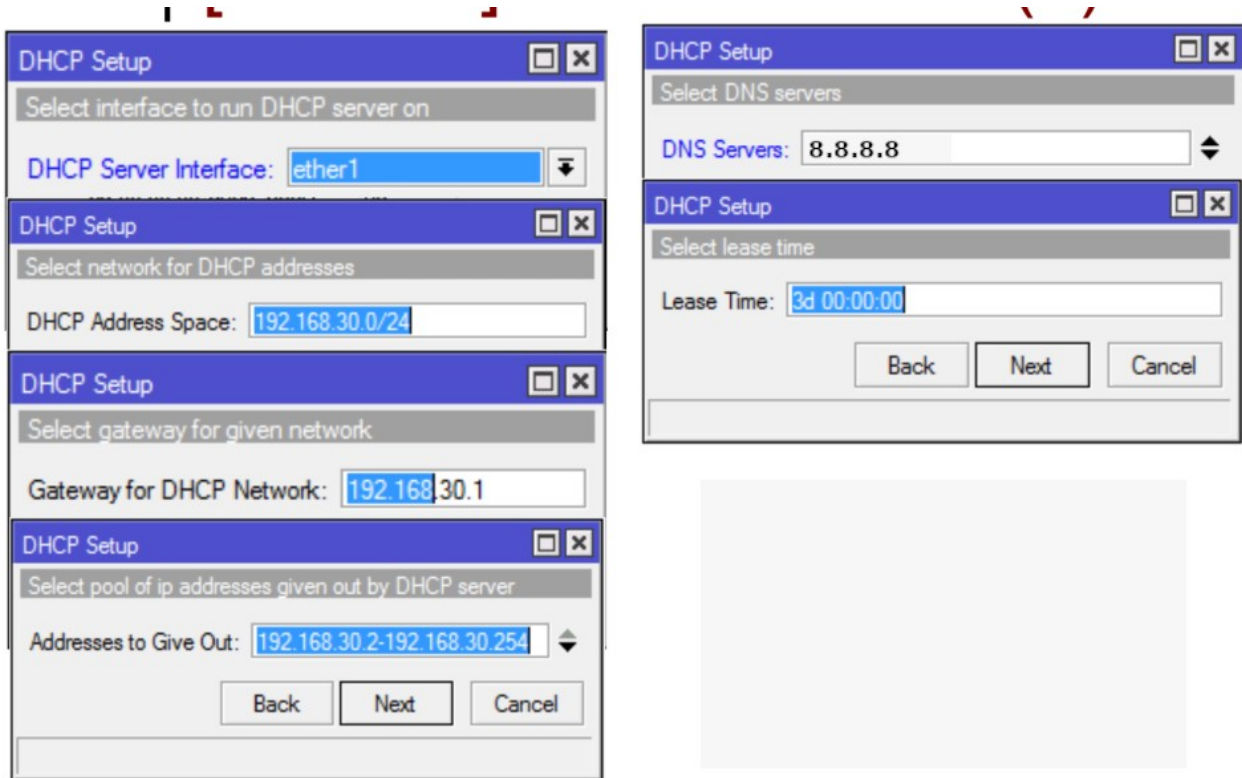 DHCP Setup
Select interface to run DHCP server on
DHCP Server Interface: ether1
DHCP Setup
Select network for DHCP addresses
DHCP Address Space: 192.168.30.0/24
DHCP Setup
Select gateway for given network
Gateway for DHCP Network: 192.168.30.1
DHCP Setup
Select pool of ip addresses given out by DHCP server
Addresses to Give Out: 192.168.30.2-192.168.30.254
Back Next Cancel
DHCP Setup
Select DNS servers
DNS Servers: 8.8.8.8
DHCP Setup
Select lease time
Lease Time: 3d 00:00:00
Back Next Cancel